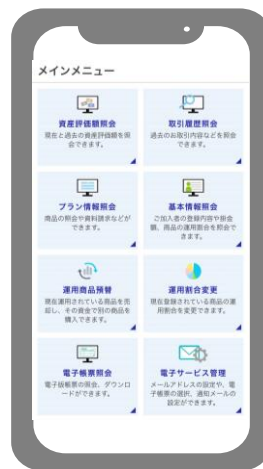 メインメニュー
資産評価額照会
現在と過去の資産評価額を照
会できます。
取引履歴照会
過去のお取引内容などを照会
できます。
プラン情報照会
商品の照会や資料請求などが
できます。
基本情報照会
ご加入者の登録内容や掛金
額、商品の運用割合を照会で
きます。
運用商品預替
現在運用されている商品を売
却し、その資金で別の商品を
購入できます。
運用割合変更
現在登録されている商品の運
用割合を変更できます。
電子帳票照会
電子版帳票の照会、ダウンロ
ードができます。
電子サービス管理
メールアドレスの設定や、電
子帳票の選択、通知メールの
設定ができます。